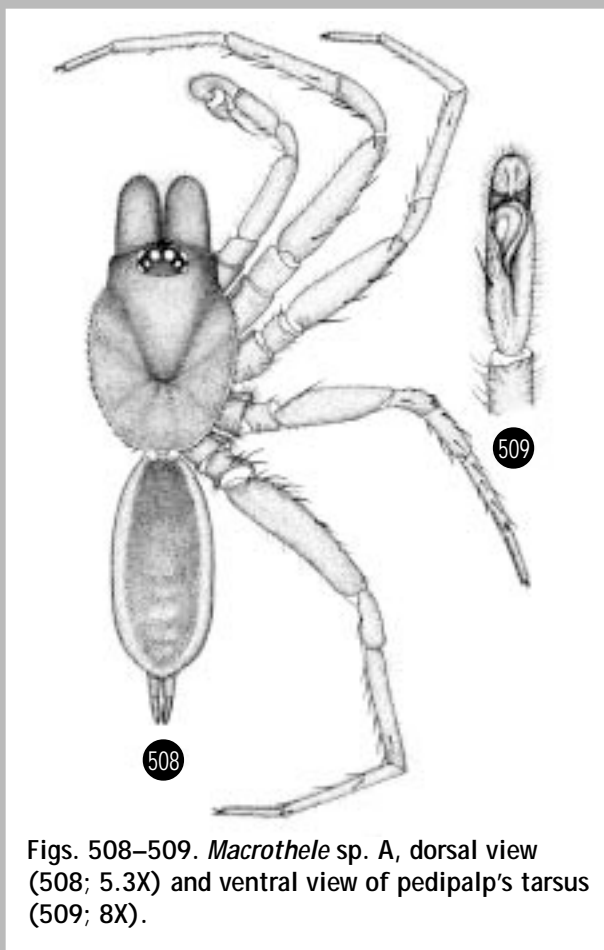 509
508
Figs. 508–509. Macrothele sp. A, dorsal view
(508; 5.3X) and ventral view of pedipalp's tarsus
(509; 8X).